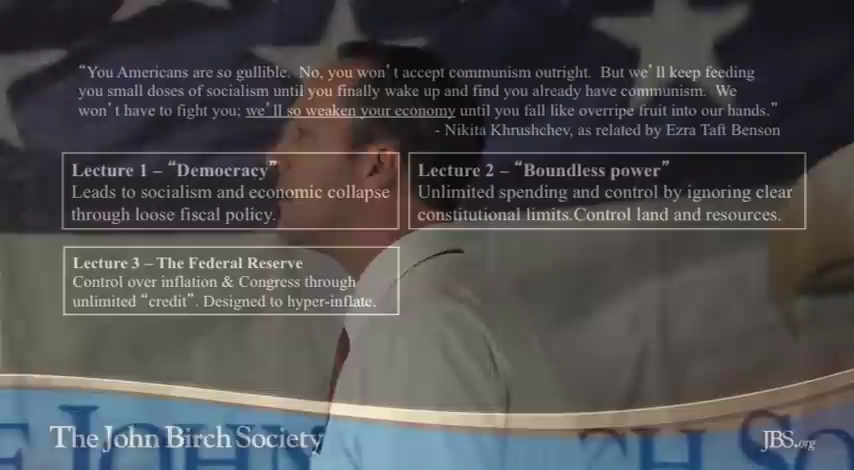 “You Americans are so gullible. No, you won’t accept communism outright. But we’ll keep feeding
you small doses of socialism until you finally wake up and find you already have communism. We
won’t have to fight you; we’ll so weaken your economy until you fall like overripe fruit into our hands.”
- Nikita Khrushchev, as related by Ezra Taft Benson
Lecture 1 – “Democracy”
Leads to socialism and economic collapse
through loose fiscal policy.
Lecture 2 – “Boundless power”
Unlimited spending and control by ignoring clear
constitutional limits.Control land and resources.
Lecture 3 – The Federal Reserve
Control over inflation & Congress through
unlimited “credit”. Designed to hyper-inflate.
The John Birch Society
JBS.org